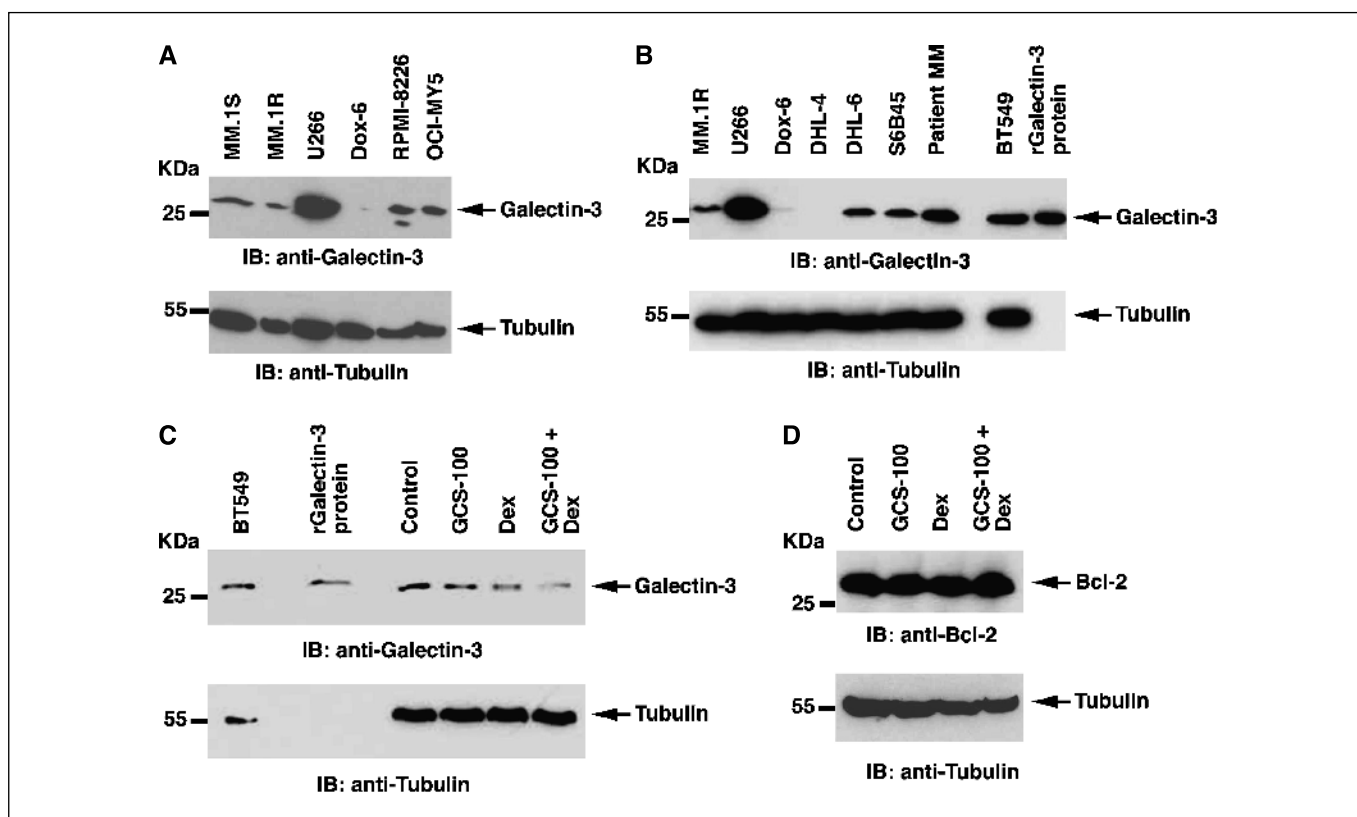 A
MM.1S
MM.1R
U266
Dox-6
RPMI-8226
OCI-MY5
KDa
25
Galectin-3
IB: anti-Galectin-3
55
Tubulin
IB: anti-Tubulin
B
MM.1R
U266
Dox-6
DHL-4
DHL-6
S6B45
Patient MM
BT549
rGalectin-3
protein
KDa
25
Galectin-3
IB: anti-Galectin-3
55
Tubulin
IB: anti-Tubulin
C
BT549
rGalectin-3
protein
Control
GCS-100
Dex
GCS-100 +
Dex
KDa
25
Galectin-3
IB: anti-Galectin-3
55
Tubulin
IB: anti-Tubulin
D
Control
GCS-100
Dex
GCS-100 +
Dex
KDa
25
Bcl-2
IB: anti-Bcl-2
55
Tubulin
IB: anti-Tubulin